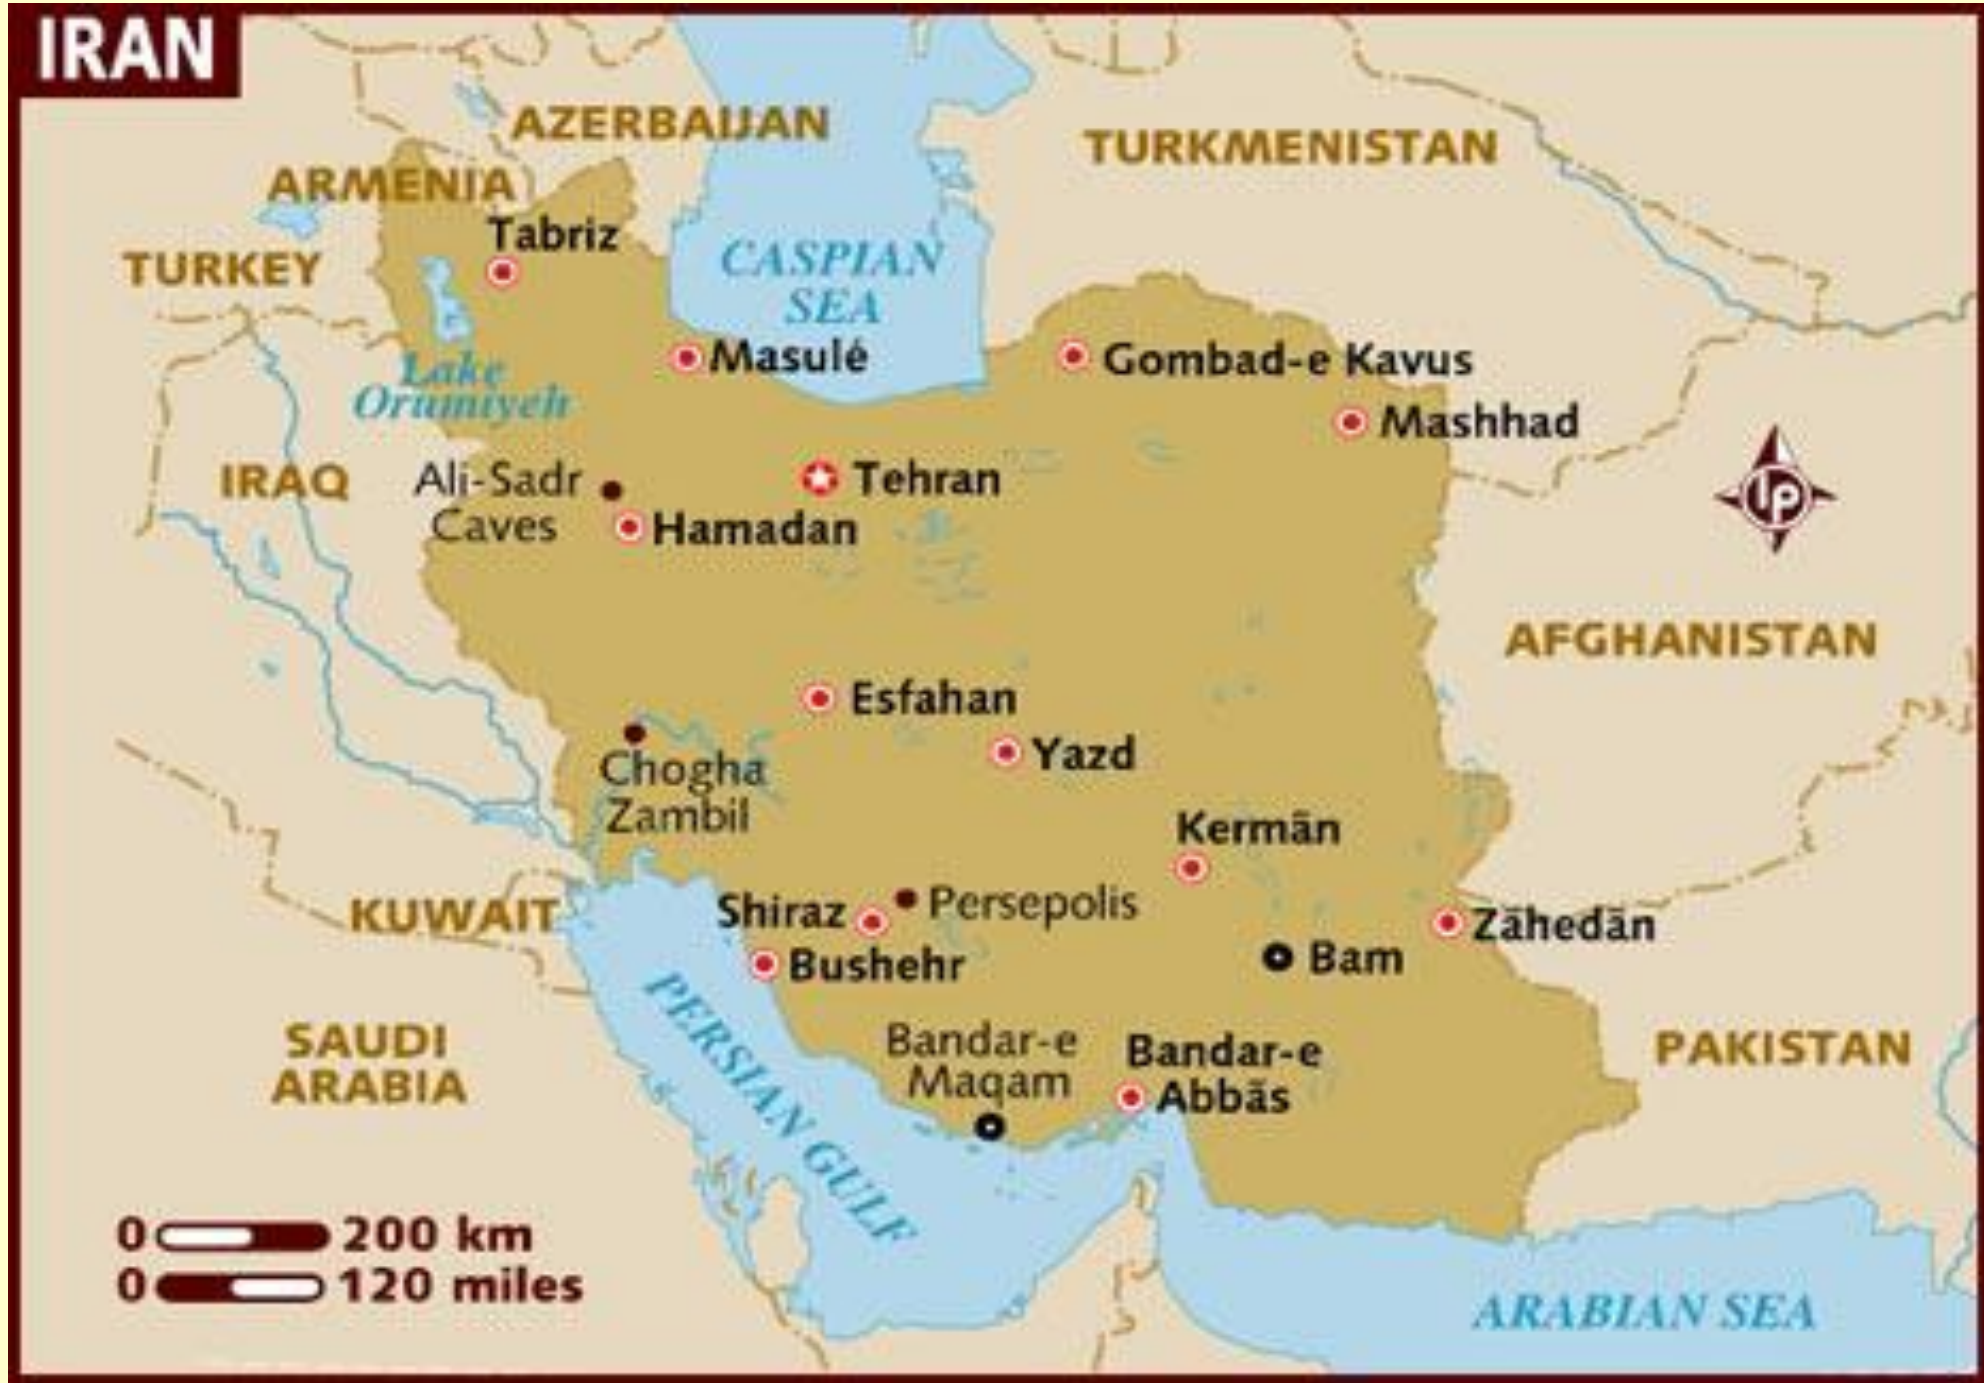 IRAN
AZERBAIJAN
TURKMENISTAN
ARMENIA
Tabriz
TURKEY
CASPIAN
SEA
Masulé
Gombad-e Kavus
Lake
Orumiyeh
Mashhad
IRAQ
Ali-Sadr
Caves
Tehran
Hamadan
lp
AFGHANISTAN
Esfahan
Yazd
Chogha
Zambil
Kermān
KUWAIT
Shiraz
Persepolis
Zāhedān
Bushehr
Bam
PERSIAN GULF
SAUDI
ARABIA
Bandar-e
Maqam
Bandar-e
Abbās
PAKISTAN
0 200 km
0 120 miles
ARABIAN SEA